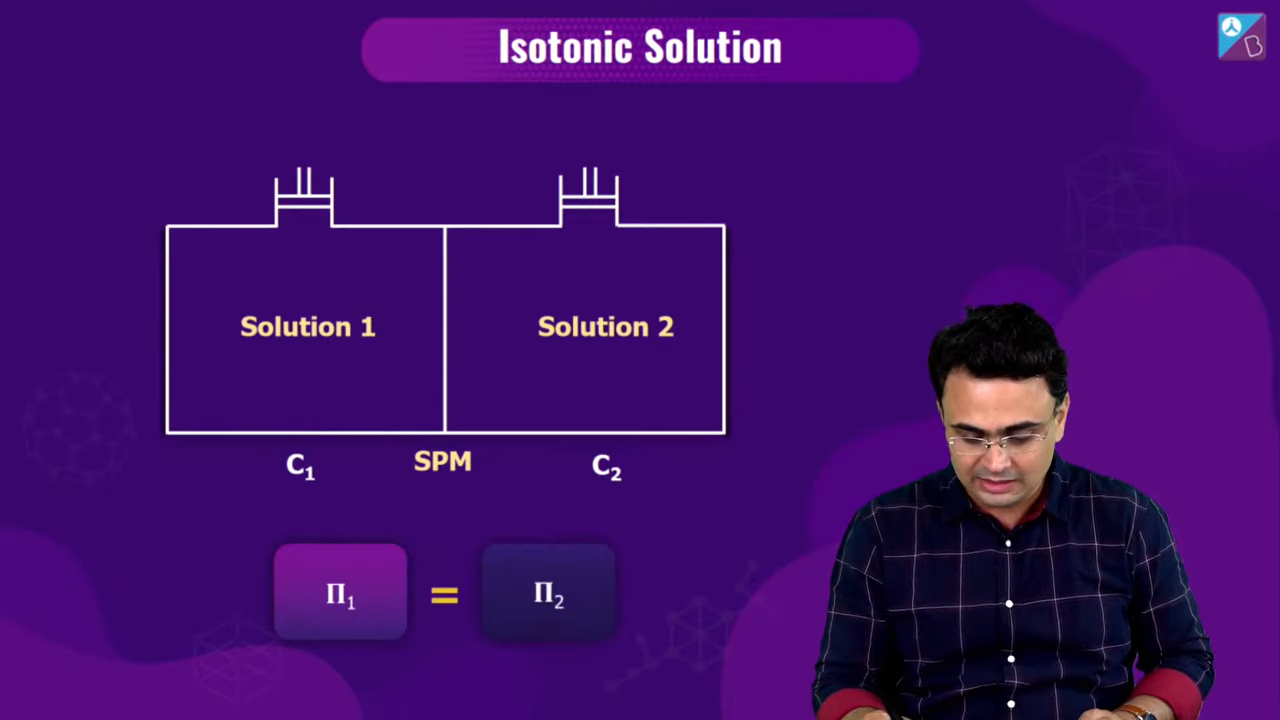 Isotonic Solution
B
Solution 1
Solution 2
C₁
SPM
C₂
Π₁ = Π₂